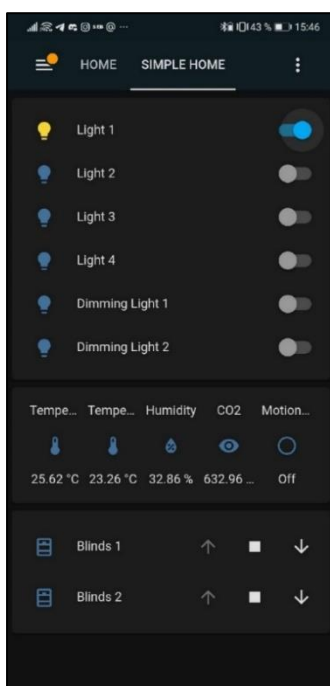 43 % 15:46
HOME SIMPLE HOME
Light 1
Light 2
Light 3
Light 4
Dimming Light 1
Dimming Light 2
Tempe... Tempe... Humidity CO2 Motion...
25.62 °C 23.26 °C 32.86 % 632.96 ... Off
Blinds 1
Blinds 2